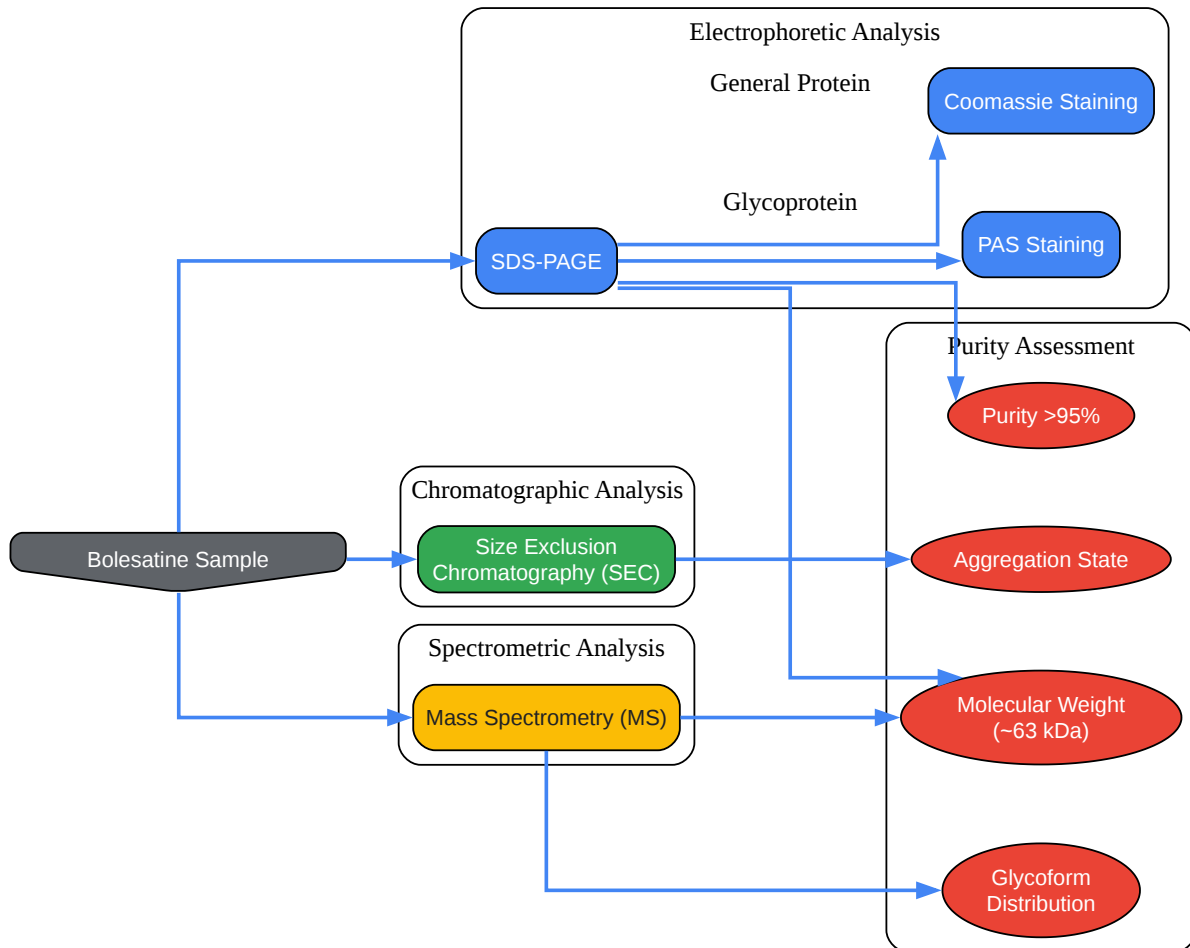 Electrophoretic Analysis
General Protein
Coomassie Staining
Glycoprotein
SDS-PAGE
PAS Staining
Purity Assessment
Purity >95%
Chromatographic Analysis
Bolesatine Sample
Size Exclusion
Chromatography (SEC)
Aggregation State
Spectrometric Analysis
Mass Spectrometry (MS)
Molecular Weight
(~63 kDa)
Glycoform
Distribution